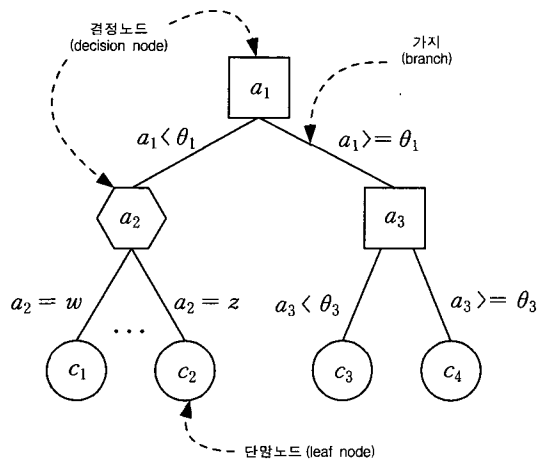 결정노드
(decision node)
가지
(branch)
a₁
a₁< θ₁
a₁>= θ₁
a₂
a₃
a₂ = w
a₂ = z
a₃ < θ₃
a₃ >= θ₃
...
c₁
c₂
c₃
c₄
단말노드 (leaf node)